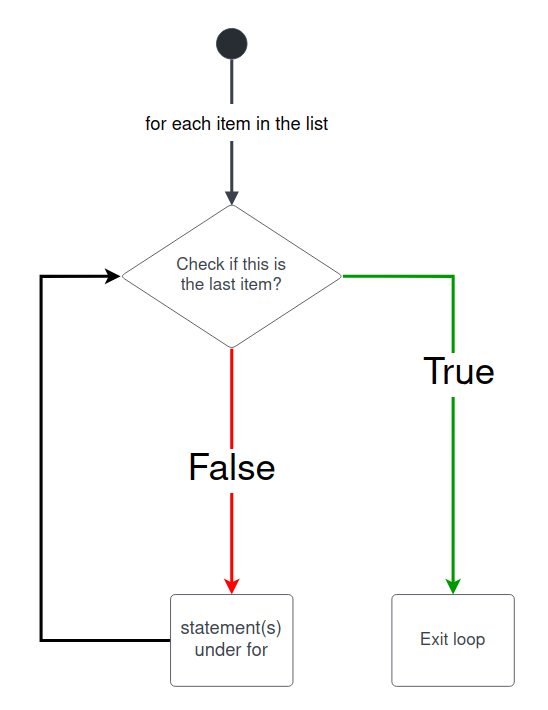 for each item in the list
Check if this is
the last item?
True
False
statement(s)
under for
Exit loop